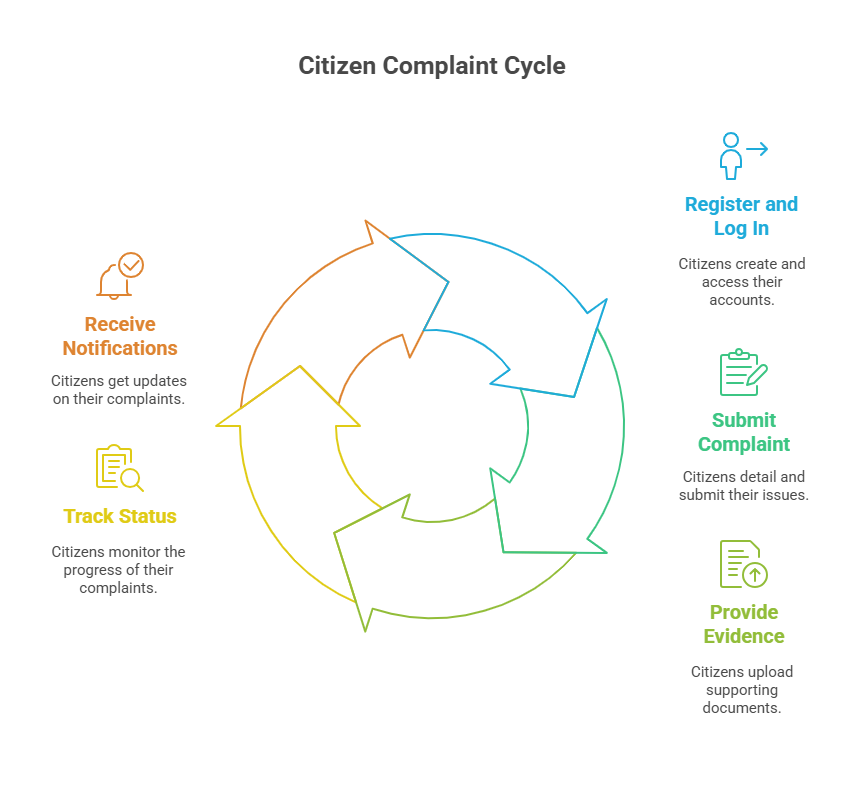 Citizen Complaint Cycle
Register and
Log In
Citizens create and
access their
accounts.
Submit
Complaint
Citizens detail and
submit their issues.
Provide
Evidence
Citizens upload
supporting
documents.
Track Status
Citizens monitor the
progress of their
complaints.
Receive
Notifications
Citizens get updates
on their complaints.